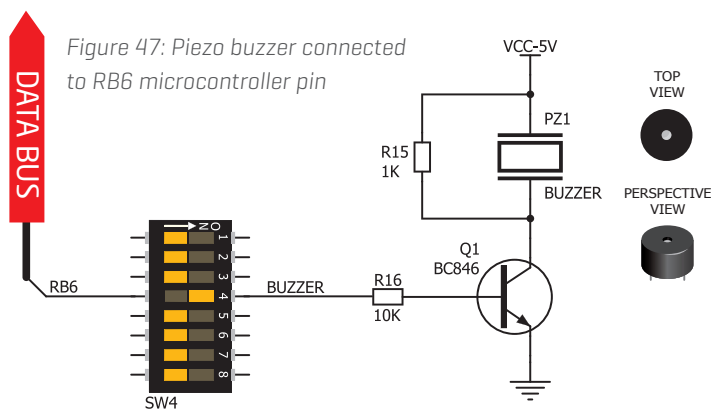 Figure 47: Piezo buzzer connected
to RB6 microcontroller pin
DATA BUS
VCC-5V
TOP
VIEW
PZ1
R15
1K
BUZZER
PERSPECTIVE
VIEW
Q1
BC846
ON
1
2
3
4
5
6
7
8
RB6
BUZZER
R16
10K
SW4